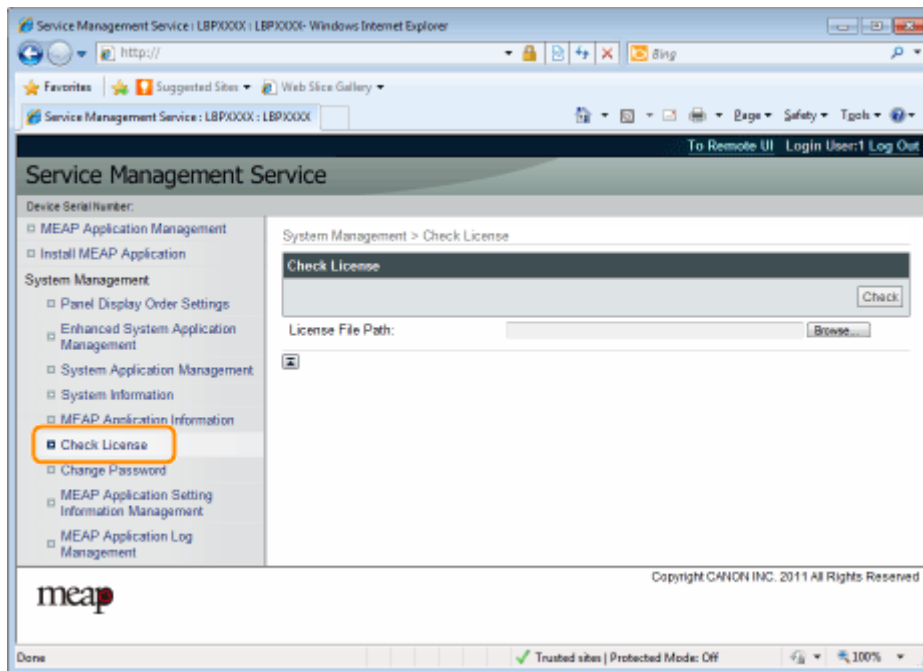 Service Management Service : LBPXXXX : LBPXXXX- Windows Internet Explorer
http://
Bing
Favorites Suggested Sites Web Slice Gallery
Service Management Service : LBPXXXX : LBPXXXX
Page Safety Tools
To Remote UI Login User:1 Log Out
Service Management Service
Device Serial Number:
MEAP Application Management
Install MEAP Application
System Management
Panel Display Order Settings
Enhanced System Application
Management
System Application Management
System Information
MEAP Application Information
Check License
Change Password
MEAP Application Setting
Information Management
MEAP Application Log
Management
System Management > Check License
Check License
Check
License File Path: Browse...
Copyright CANON INC. 2011 All Rights Reserved
meap
Done Trusted sites | Protected Mode: Off 100%